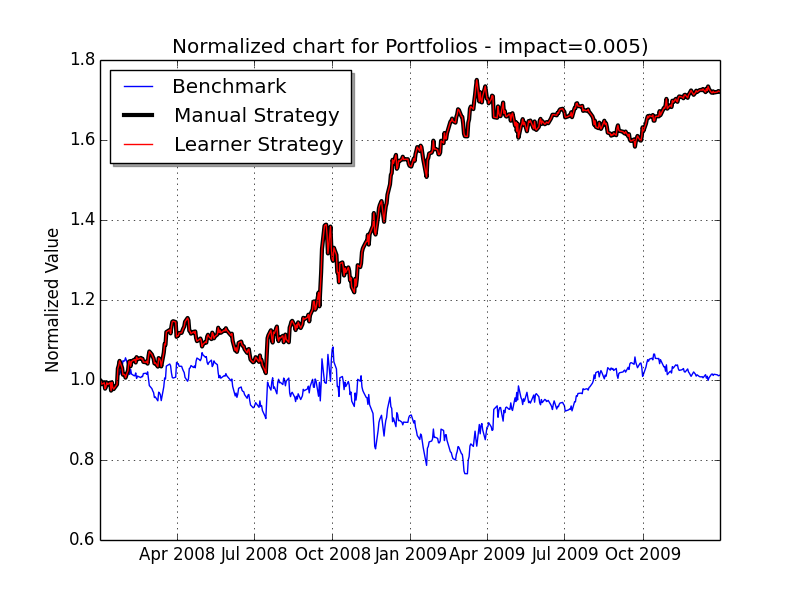 Normalized chart for Portfolios - impact=0.005)
Benchmark
Manual Strategy
Learner Strategy
Normalized Value
1.8
1.6
1.4
1.2
1.0
0.8
0.6
Apr 2008 Jul 2008 Oct 2008 Jan 2009 Apr 2009 Jul 2009 Oct 2009